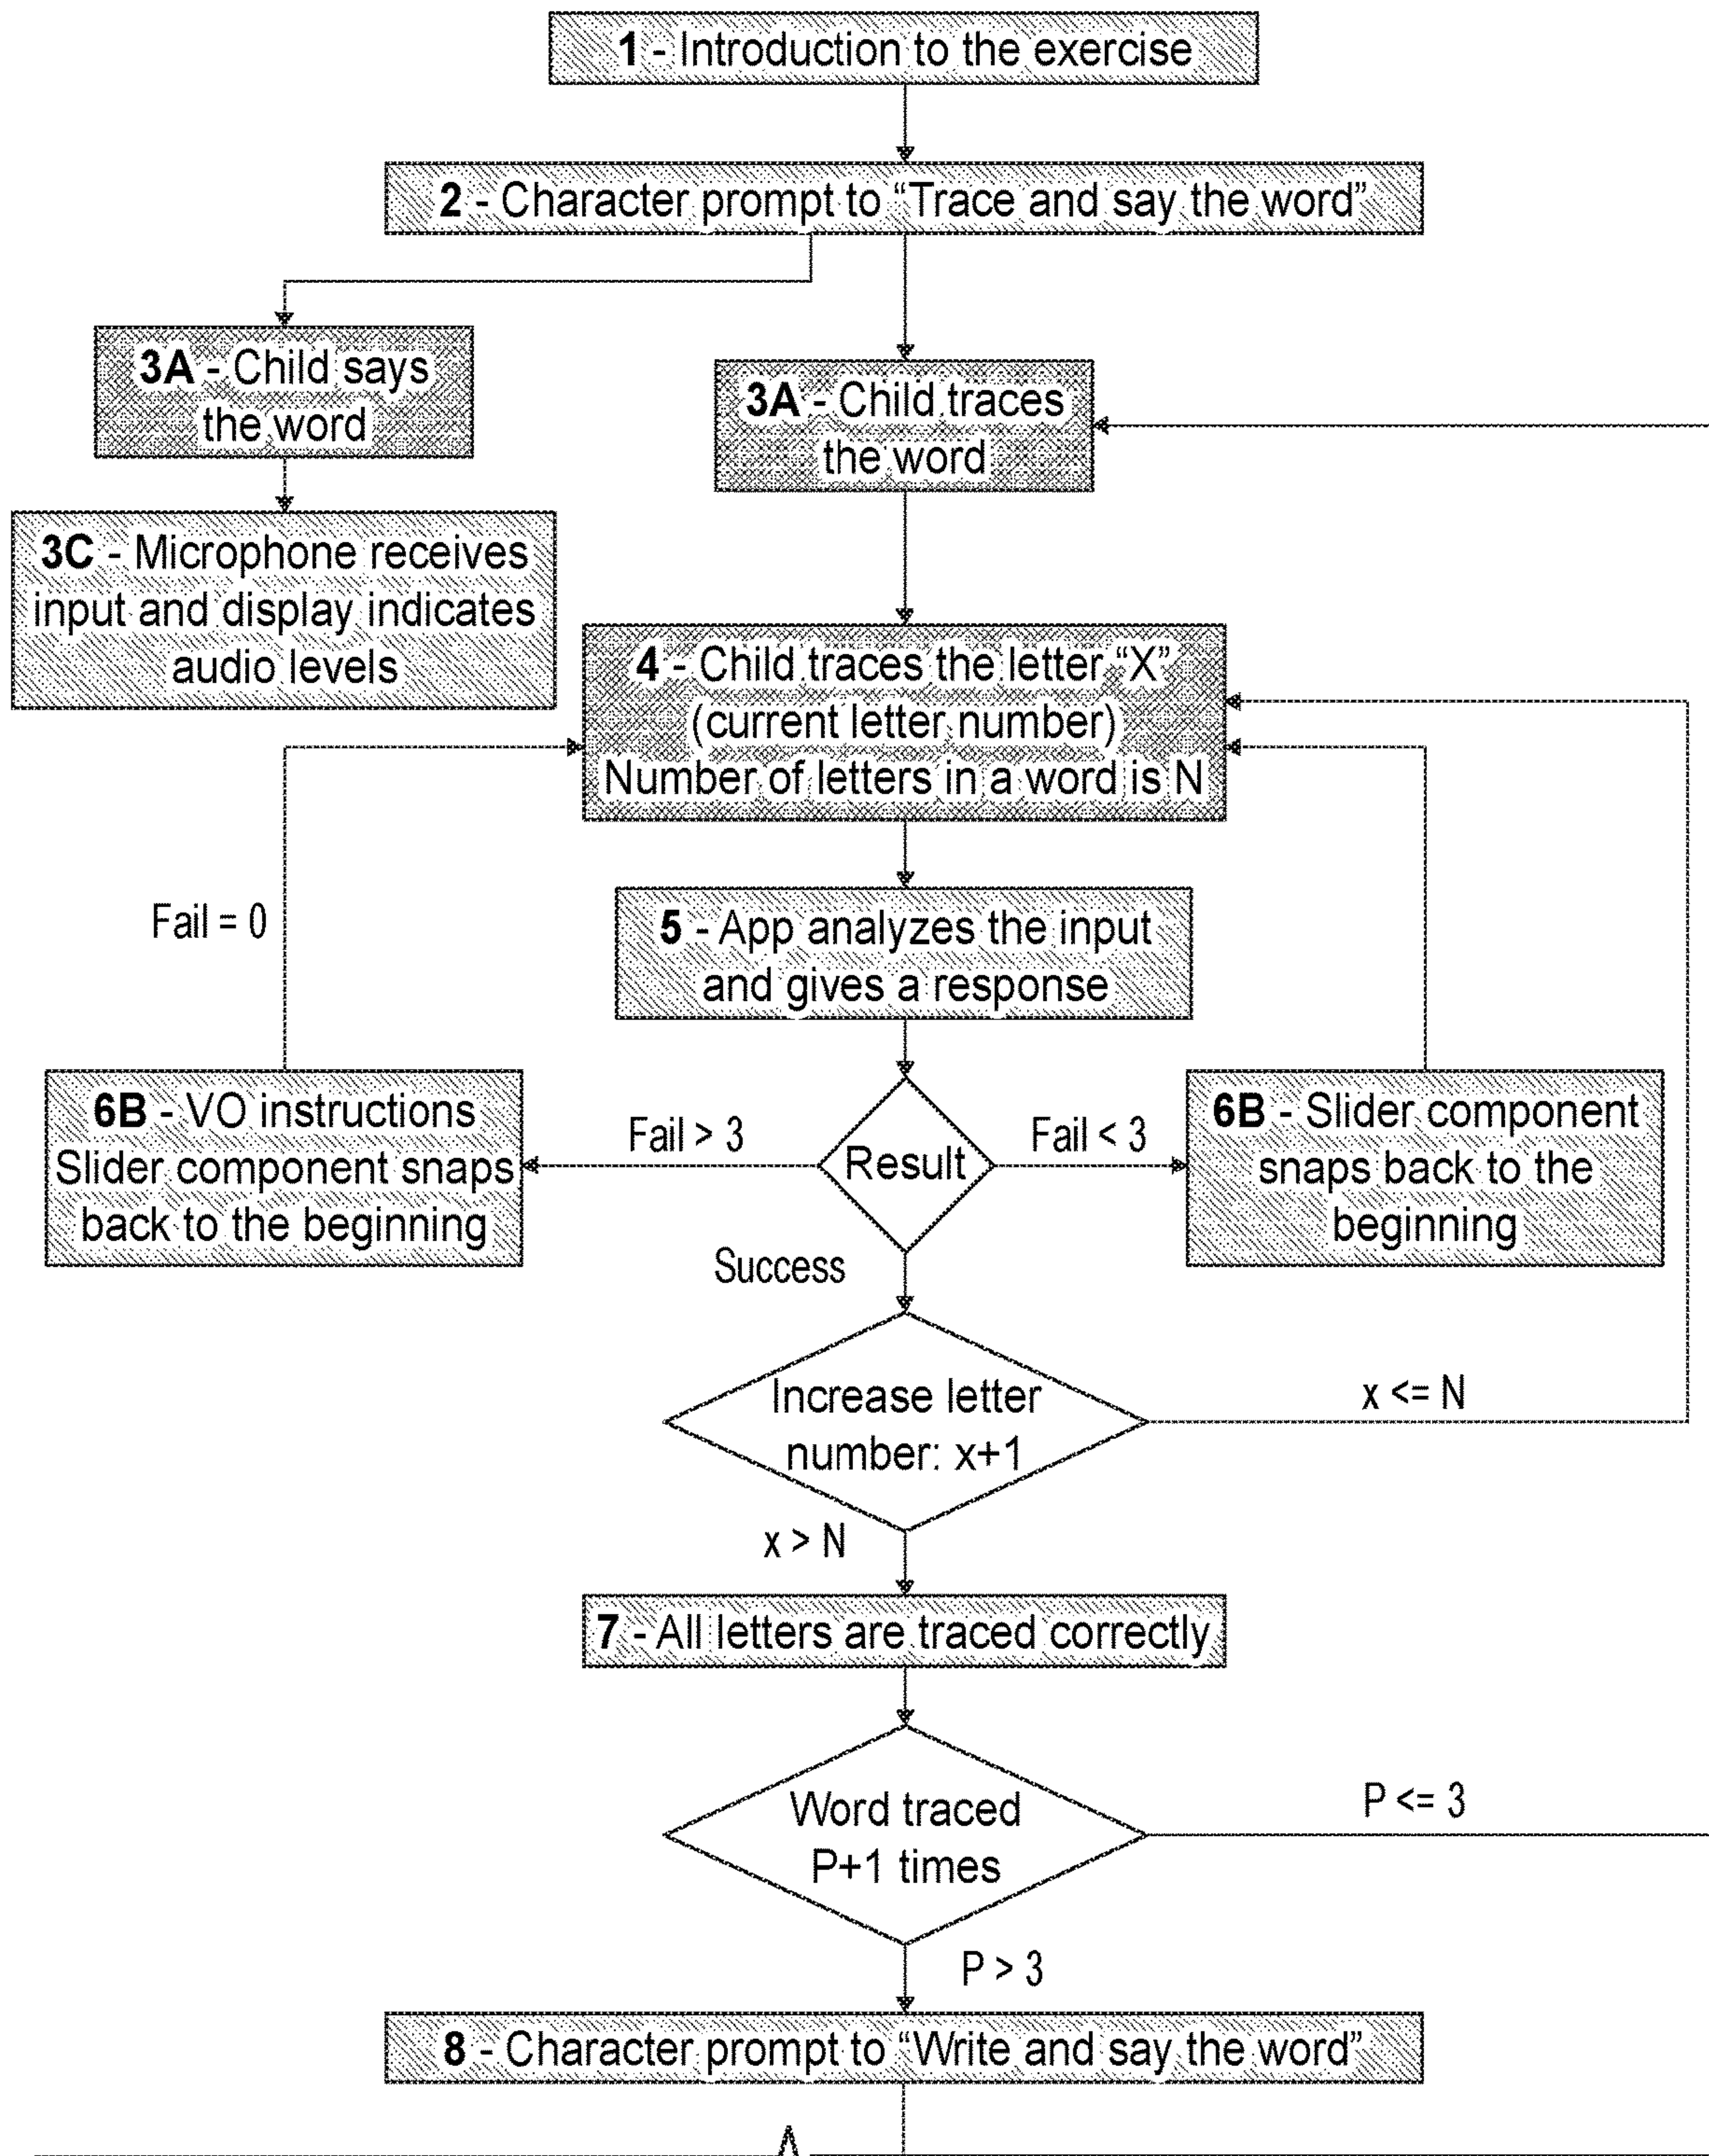 1 - Introduction to the exercise
2 - Character prompt to “Trace and say the word”
3A - Child says
the word
3A - Child traces
the word
3C - Microphone receives
input and display indicates
audio levels
4 - Child traces the letter “X”
(current letter number)
Number of letters in a word is N
Fail = 0
5 - App analyzes the input
and gives a response
6B - VO instructions
Slider component snaps
back to the beginning
Fail > 3
Result
Fail < 3
6B - Slider component
snaps back to the
beginning
Success
Increase letter
number: x+1
x <= N
x > N
7 - All letters are traced correctly
Word traced
P+1 times
P <= 3
P > 3
8 - Character prompt to “Write and say the word”